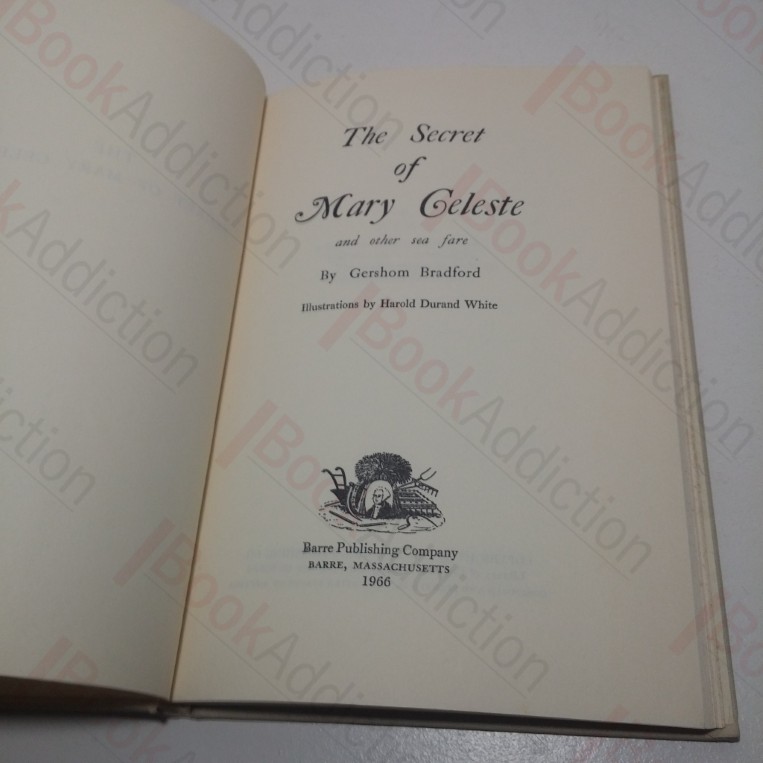 The Secret
of
Mary Celeste
and other sea fare
By Gershom Bradford
Illustrations by Harold Durand White
Barre Publishing Company
BARRE, MASSACHUSETTS
1966
BookAddiction